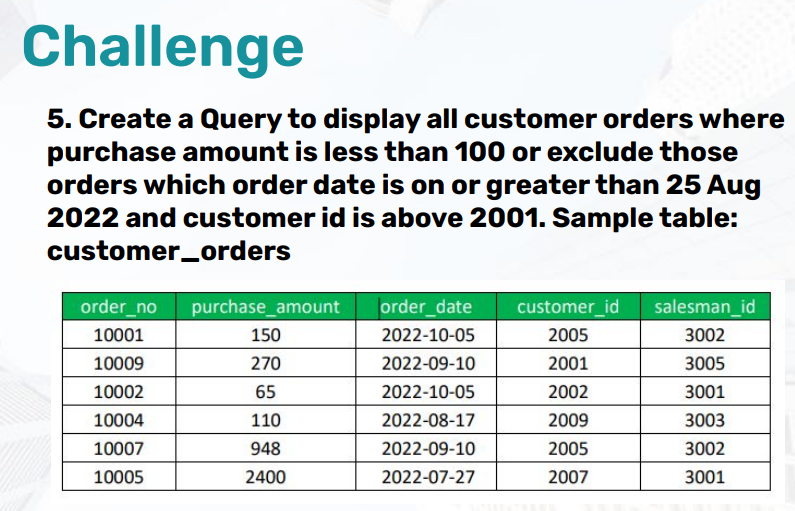 Challenge
5. Create a Query to display all customer orders where
purchase amount is less than 100 or exclude those
orders which order date is on or greater than 25 Aug
2022 and customer id is above 2001. Sample table:
customer_orders
order_no purchase_amount order_date customer_id salesman_id
10001 150 2022-10-05 2005 3002
10009 270 2022-09-10 2001 3005
10002 65 2022-10-05 2002 3001
10004 110 2022-08-17 2009 3003
10007 948 2022-09-10 2005 3002
10005 2400 2022-07-27 2007 3001